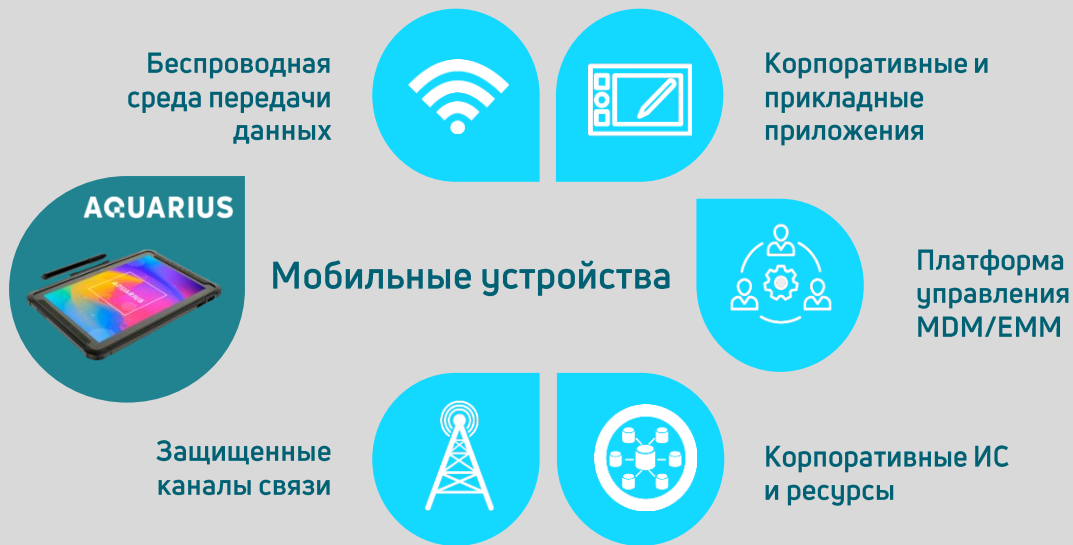 Беспроводная
среда передачи
данных
Корпоративные и
прикладные
приложения
AQUARIUS
AQUARIUS
Мобильные устройства
Платформа
управления
MDM/EMM
Защищенные
каналы связи
Корпоративные ИС
и ресурсы